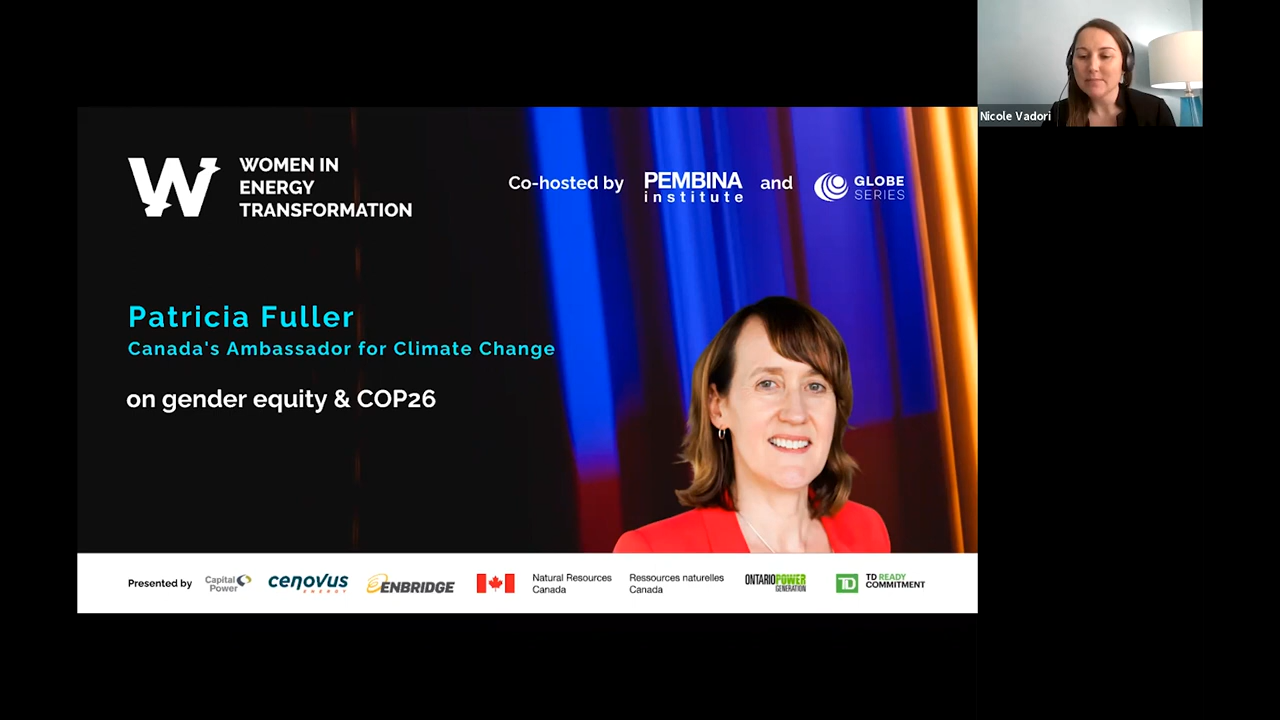 Nicole Vadori
WOMEN IN
ENERGY
TRANSFORMATION
Co-hosted by PEMBINA institute and GLOBE SERIES
Patricia Fuller
Canada's Ambassador for Climate Change
on gender equity & COP26
Presented by
Capital
Power
cenovus
ENERGY
ENBRIDGE
Natural Resources
Canada
Ressources naturelles
Canada
ONTARIOPOWER
GENERATION
TD
TD READY
COMMITMENT